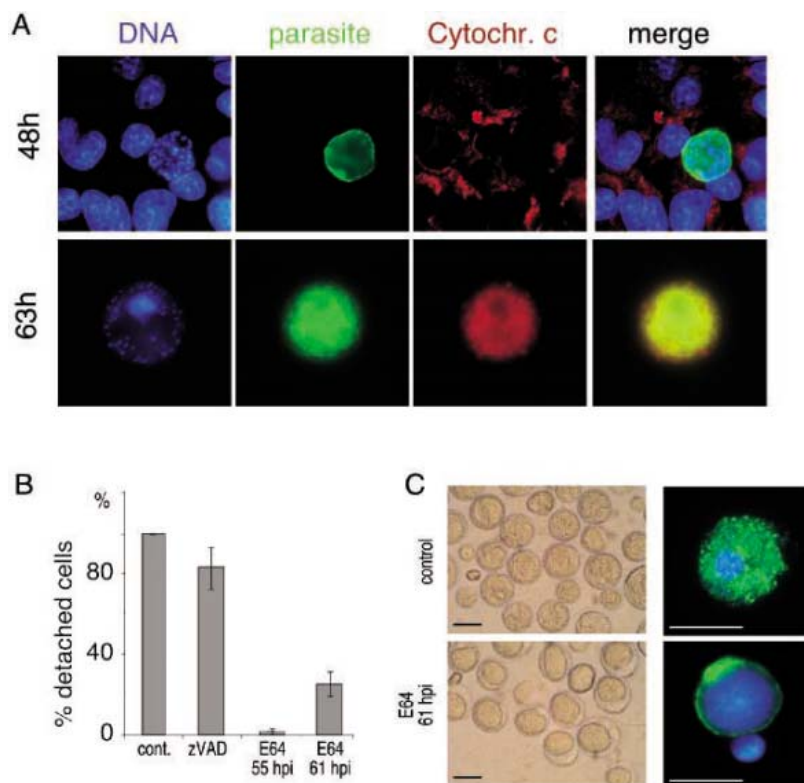 A
DNA parasite Cytochr. c merge
48h
63h
B
%
% detached cells
80
40
0
cont. zVAD E64 E64
55 hpi 61 hpi
C
control
E64
61 hpi